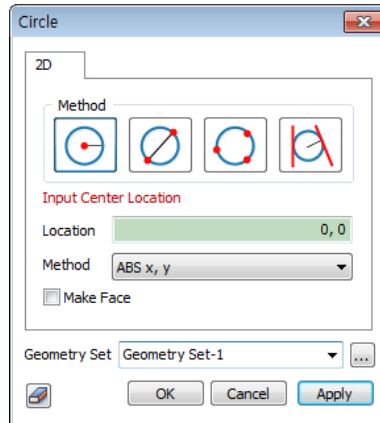 Circle
2D
Method
Input Center Location
Location 0, 0
Method ABS x, y
Make Face
Geometry Set Geometry Set-1 ...
OK Cancel Apply